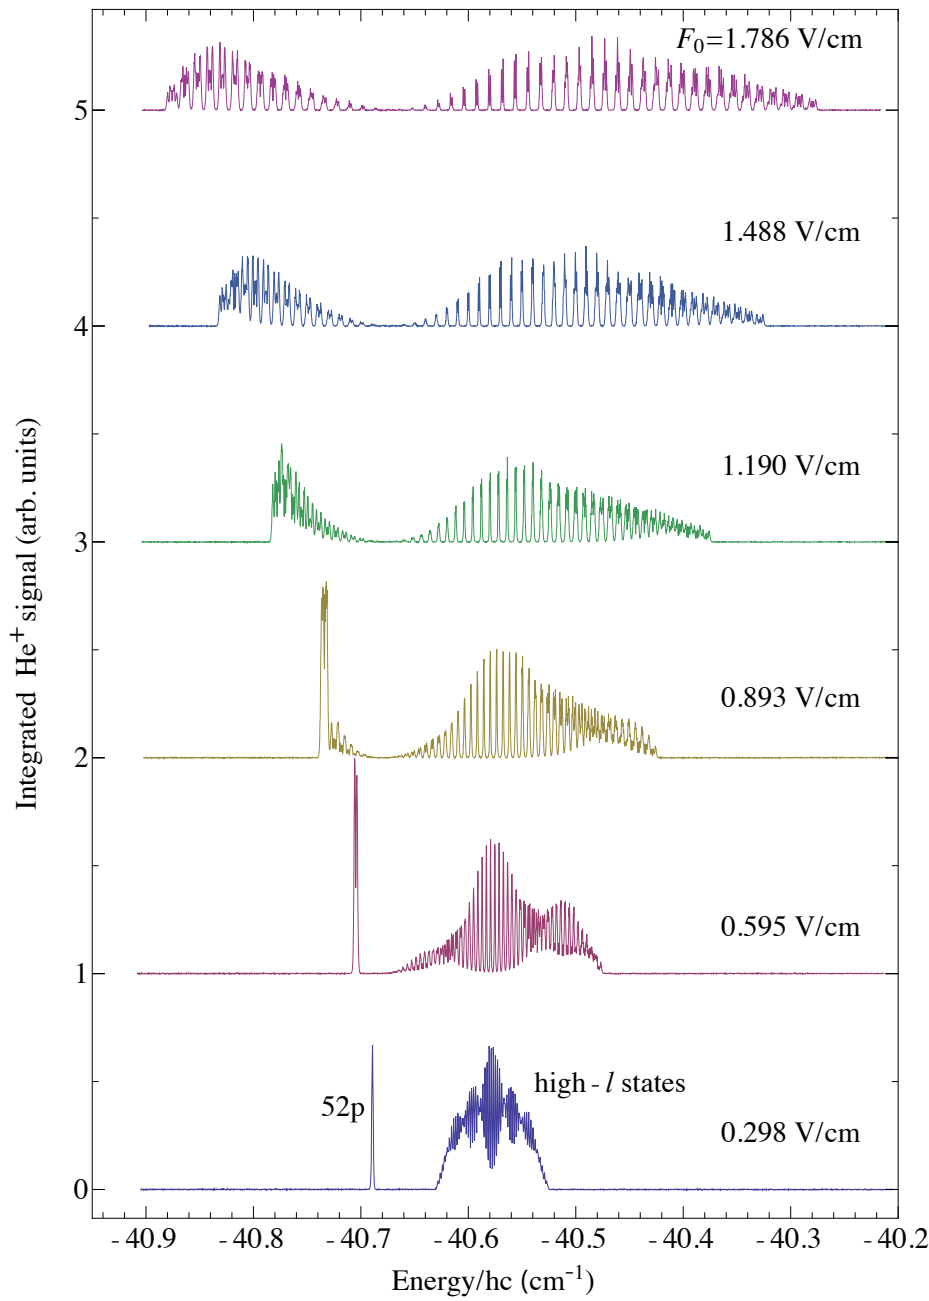 F₀=1.786 V/cm
5
1.488 V/cm
4
1.190 V/cm
3
0.893 V/cm
2
0.595 V/cm
1
high - l states
52p
0.298 V/cm
0
Integrated He⁺ signal (arb. units)
-40.9 -40.8 -40.7 -40.6 -40.5 -40.4 -40.3 -40.2
Energy/hc (cm⁻¹)